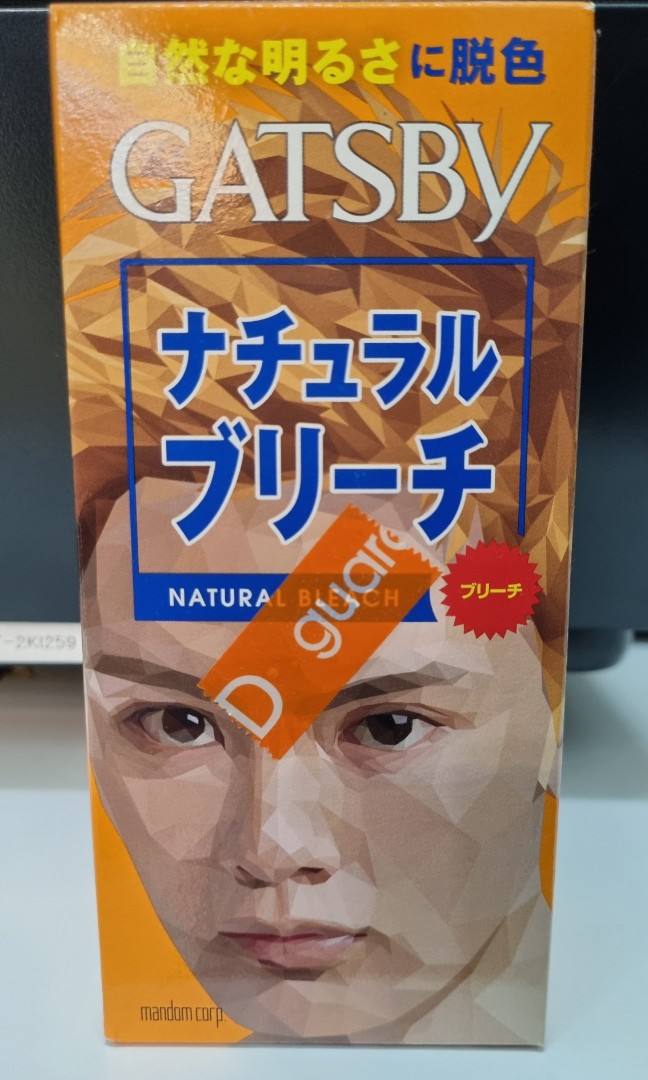 自然な明るさに脱色
GATSBY
ナチュラル
ブリーチ
NATURAL BLEACH
ブリーチ
D guard
mandom corp.
T-2K1259